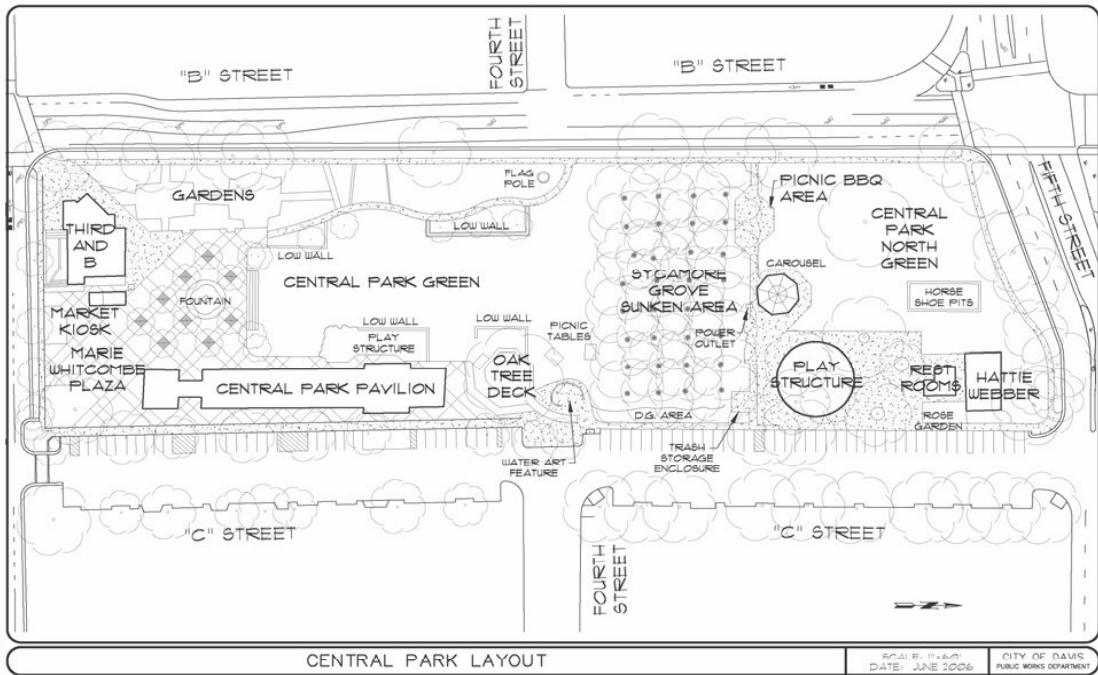 "B" STREET
FOURTH
STREET
"B" STREET
GARDENS
FLAG
POLE
PICNIC BBQ
AREA
FIFTH STREET
THIRD
AND
B
LOW WALL
LOW WALL
CENTRAL
PARK
NORTH
GREEN
CENTRAL PARK GREEN
SYCAMORE
GROVE
SUNKEN AREA
CAROUSEL
FOUNTAIN
HORSE
SHOE PITS
MARKET
KIOSK
MARIE
WHITCOMBE
PLAZA
LOW WALL
PLAY
STRUCTURE
LOW WALL
PICNIC
TABLES
POWER
OUTLET
OAK
TREE
DECK
CENTRAL PARK PAVILION
PLAY
STRUCTURE
REST
ROOMS
HATTIE
WEBBER
D.G. AREA
ROSE
GARDEN
WATER ART
FEATURE
TRASH
STORAGE
ENCLOSURE
"C" STREET
FOURTH
STREET
"C" STREET
N
CENTRAL PARK LAYOUT
SCALE: 1"=60'
DATE: JUNE 2006
CITY OF DAVIS
PUBLIC WORKS DEPARTMENT